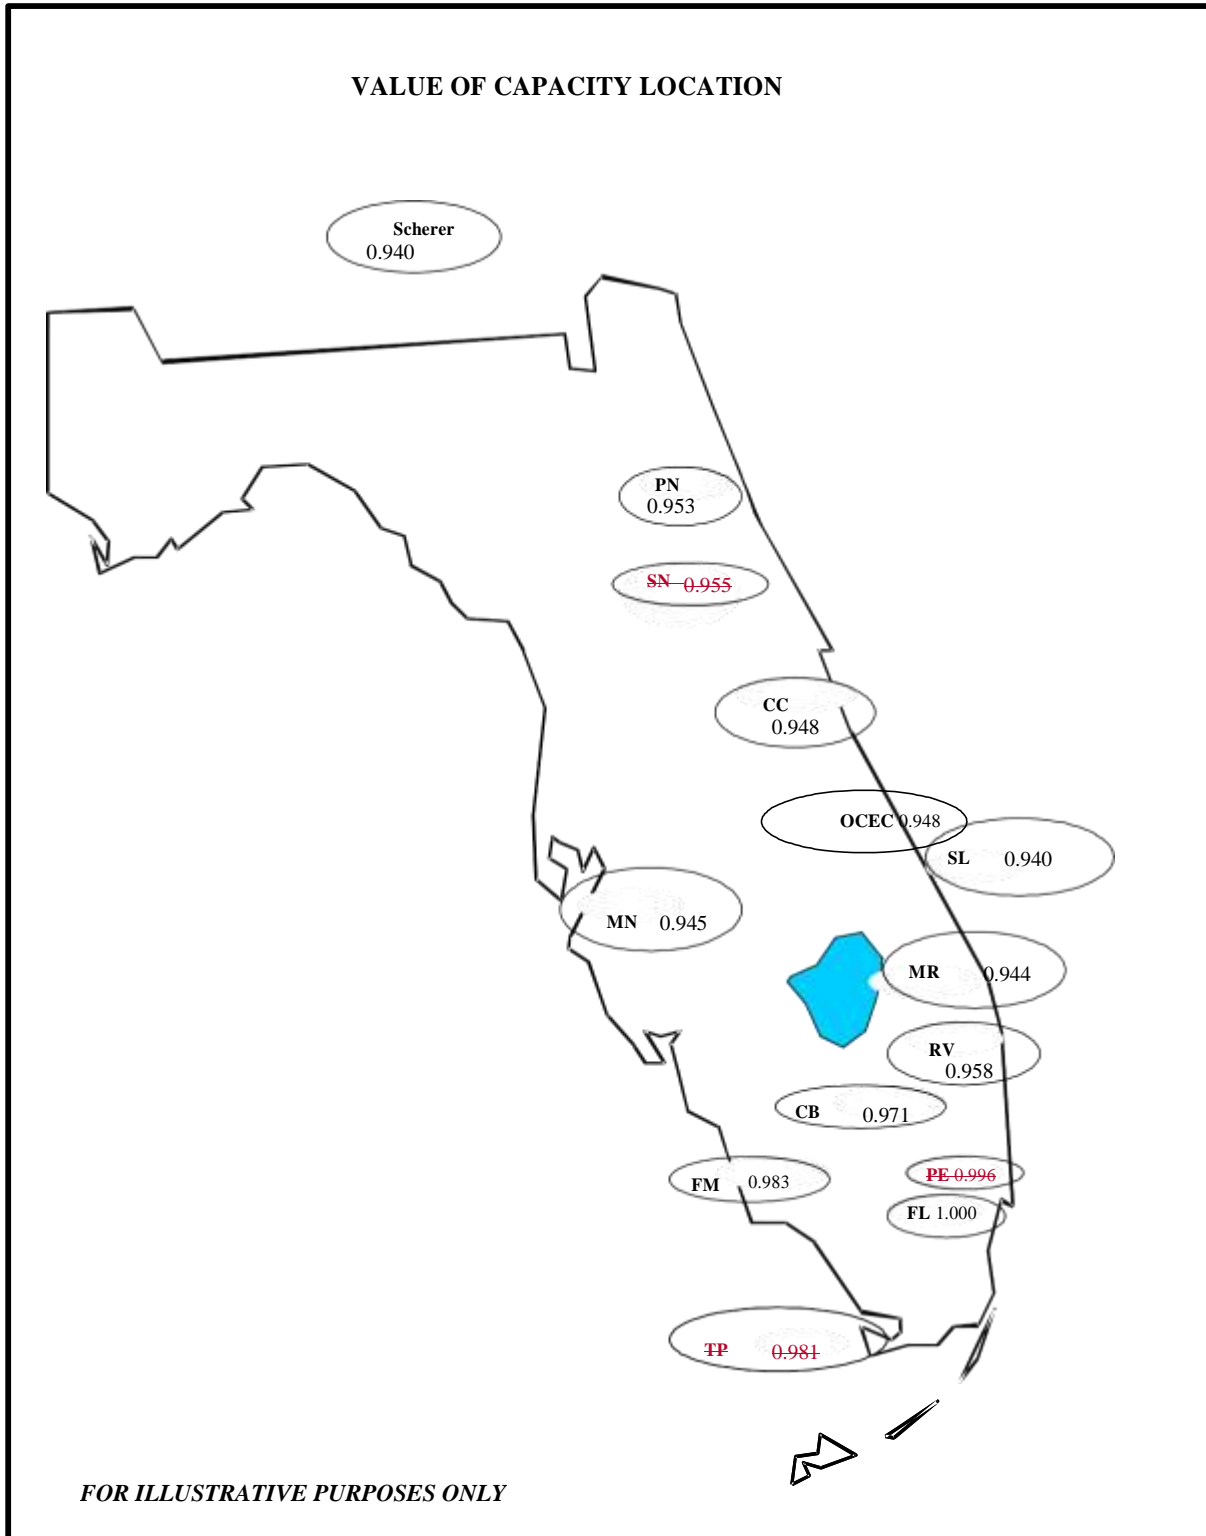 VALUE OF CAPACITY LOCATION
Scherer
0.940
PN
0.953
SN 0.955
CC
0.948
OCEC 0.948
SL 0.940
MN 0.945
MR 0.944
RV
0.958
CB 0.971
PE 0.996
FM 0.983
FL 1.000
TP 0.981
FOR ILLUSTRATIVE PURPOSES ONLY